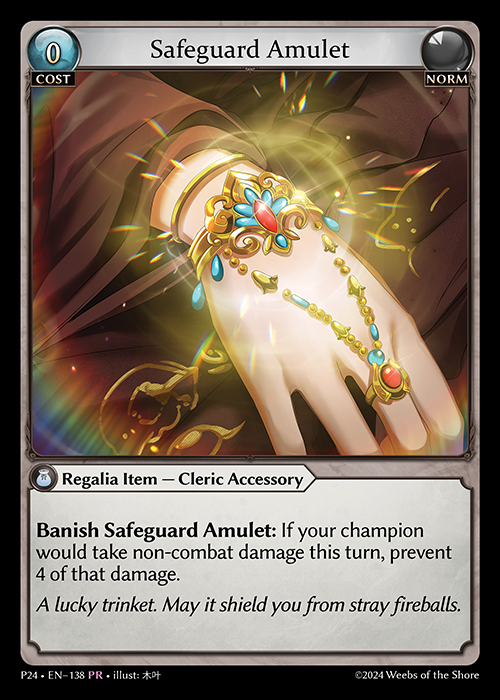 0
Safeguard Amulet
COST
NORM
Regalia Item — Cleric Accessory
Banish Safeguard Amulet: If your champion
would take non-combat damage this turn, prevent
4 of that damage.
A lucky trinket. May it shield you from stray fireballs.
P24 • EN–138 PR • illust: 木叶
©2024 Weebs of the Shore